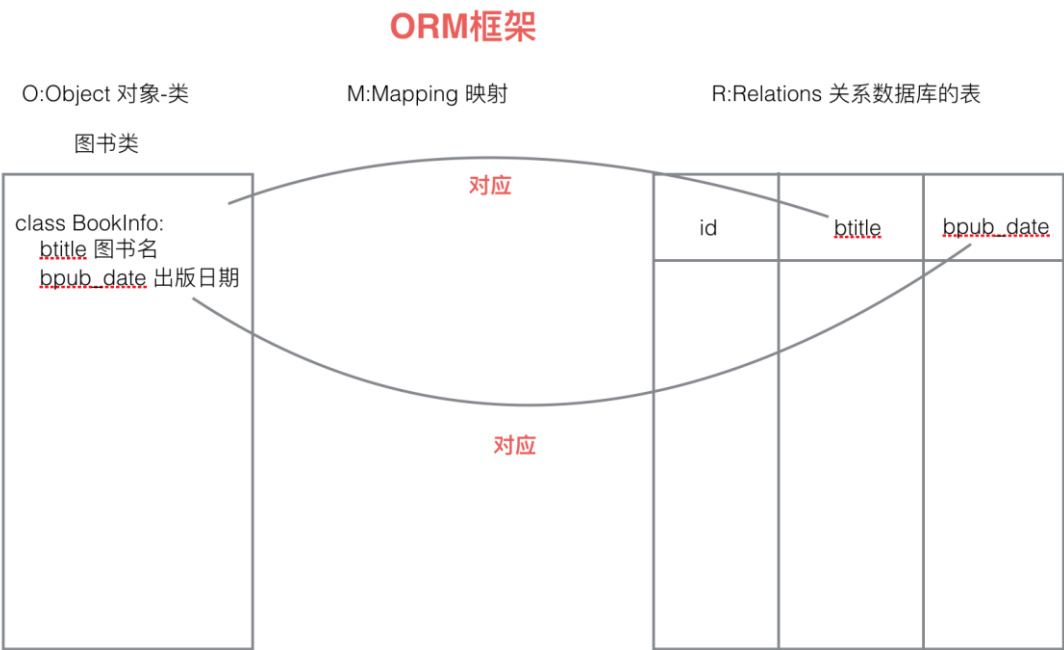 ORM框架
O:Object 对象-类
M:Mapping 映射
R:Relations 关系数据库的表
图书类
class BookInfo:
btitle 图书名
bpub_date 出版日期
对应
id
btitle
bpub_date
对应